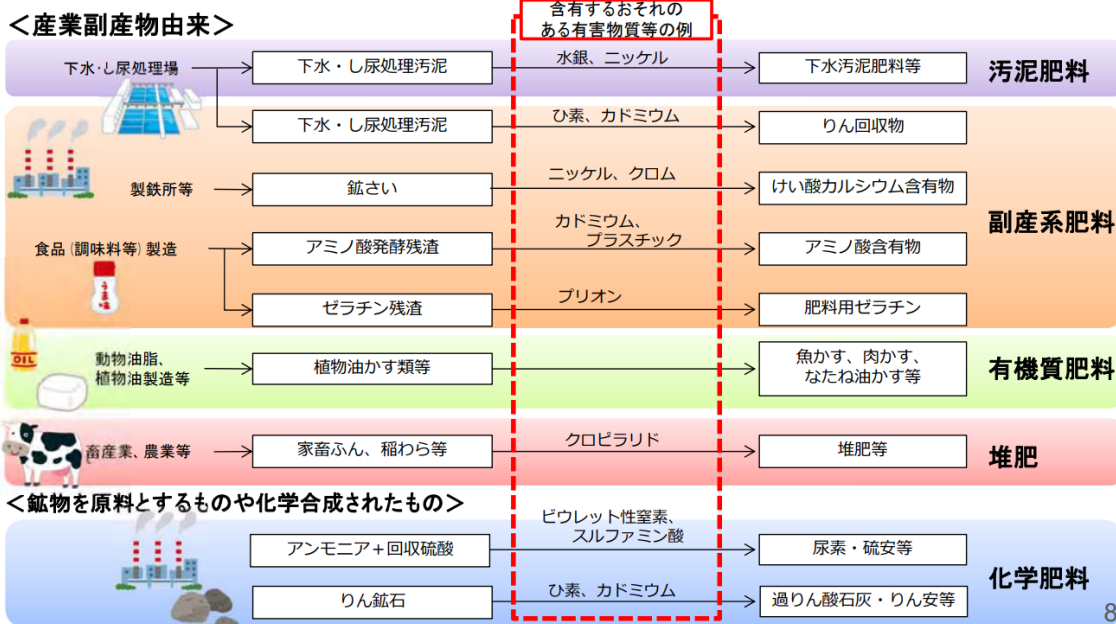 <産業副産物由来>
含有するおそれの
ある有害物質等の例
下水・し尿処理場
下水・し尿処理汚泥
水銀、ニッケル
下水汚泥肥料等
汚泥肥料
下水・し尿処理汚泥
ひ素、カドミウム
りん回収物
製鉄所等
鉱さい
ニッケル、クロム
けい酸カルシウム含有物
副産系肥料
食品(調味料等)製造
うま味
アミノ酸発酵残渣
カドミウム、
プラスチック
アミノ酸含有物
ゼラチン残渣
プリオン
肥料用ゼラチン
OIL
動物油脂、
植物油製造等
植物油かす類等
魚かす、肉かす、
なたね油かす等
有機質肥料
畜産業、農業等
家畜ふん、稲わら等
クロピラリド
堆肥等
堆肥
<鉱物を原料とするものや化学合成されたもの>
アンモニア+回収硫酸
ビウレット性窒素、
スルファミン酸
尿素・硫安等
化学肥料
りん鉱石
ひ素、カドミウム
過りん酸石灰・りん安等
8